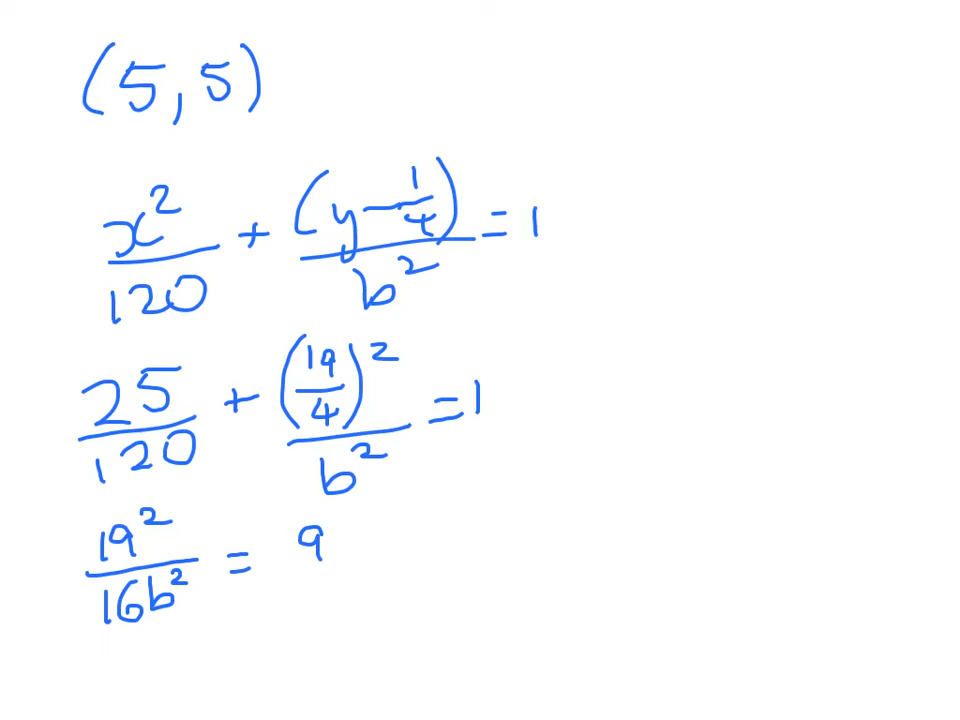 (5,5)
x²/120 + (y-1/4)/b² = 1
25/120 + (19/4)²/b² = 1
19²/16b² = 9